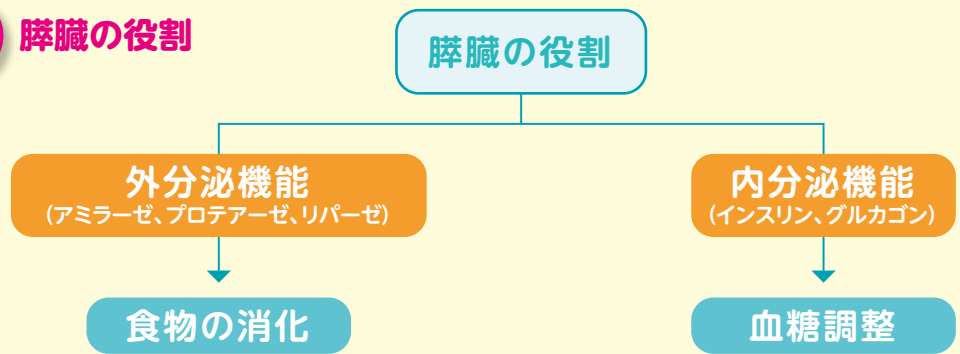 膵臓の役割
膵臓の役割
外分泌機能
(アミラーゼ、プロテアーゼ、リパーゼ)
内分泌機能
(インスリン、グルカゴン)
食物の消化
血糖調整